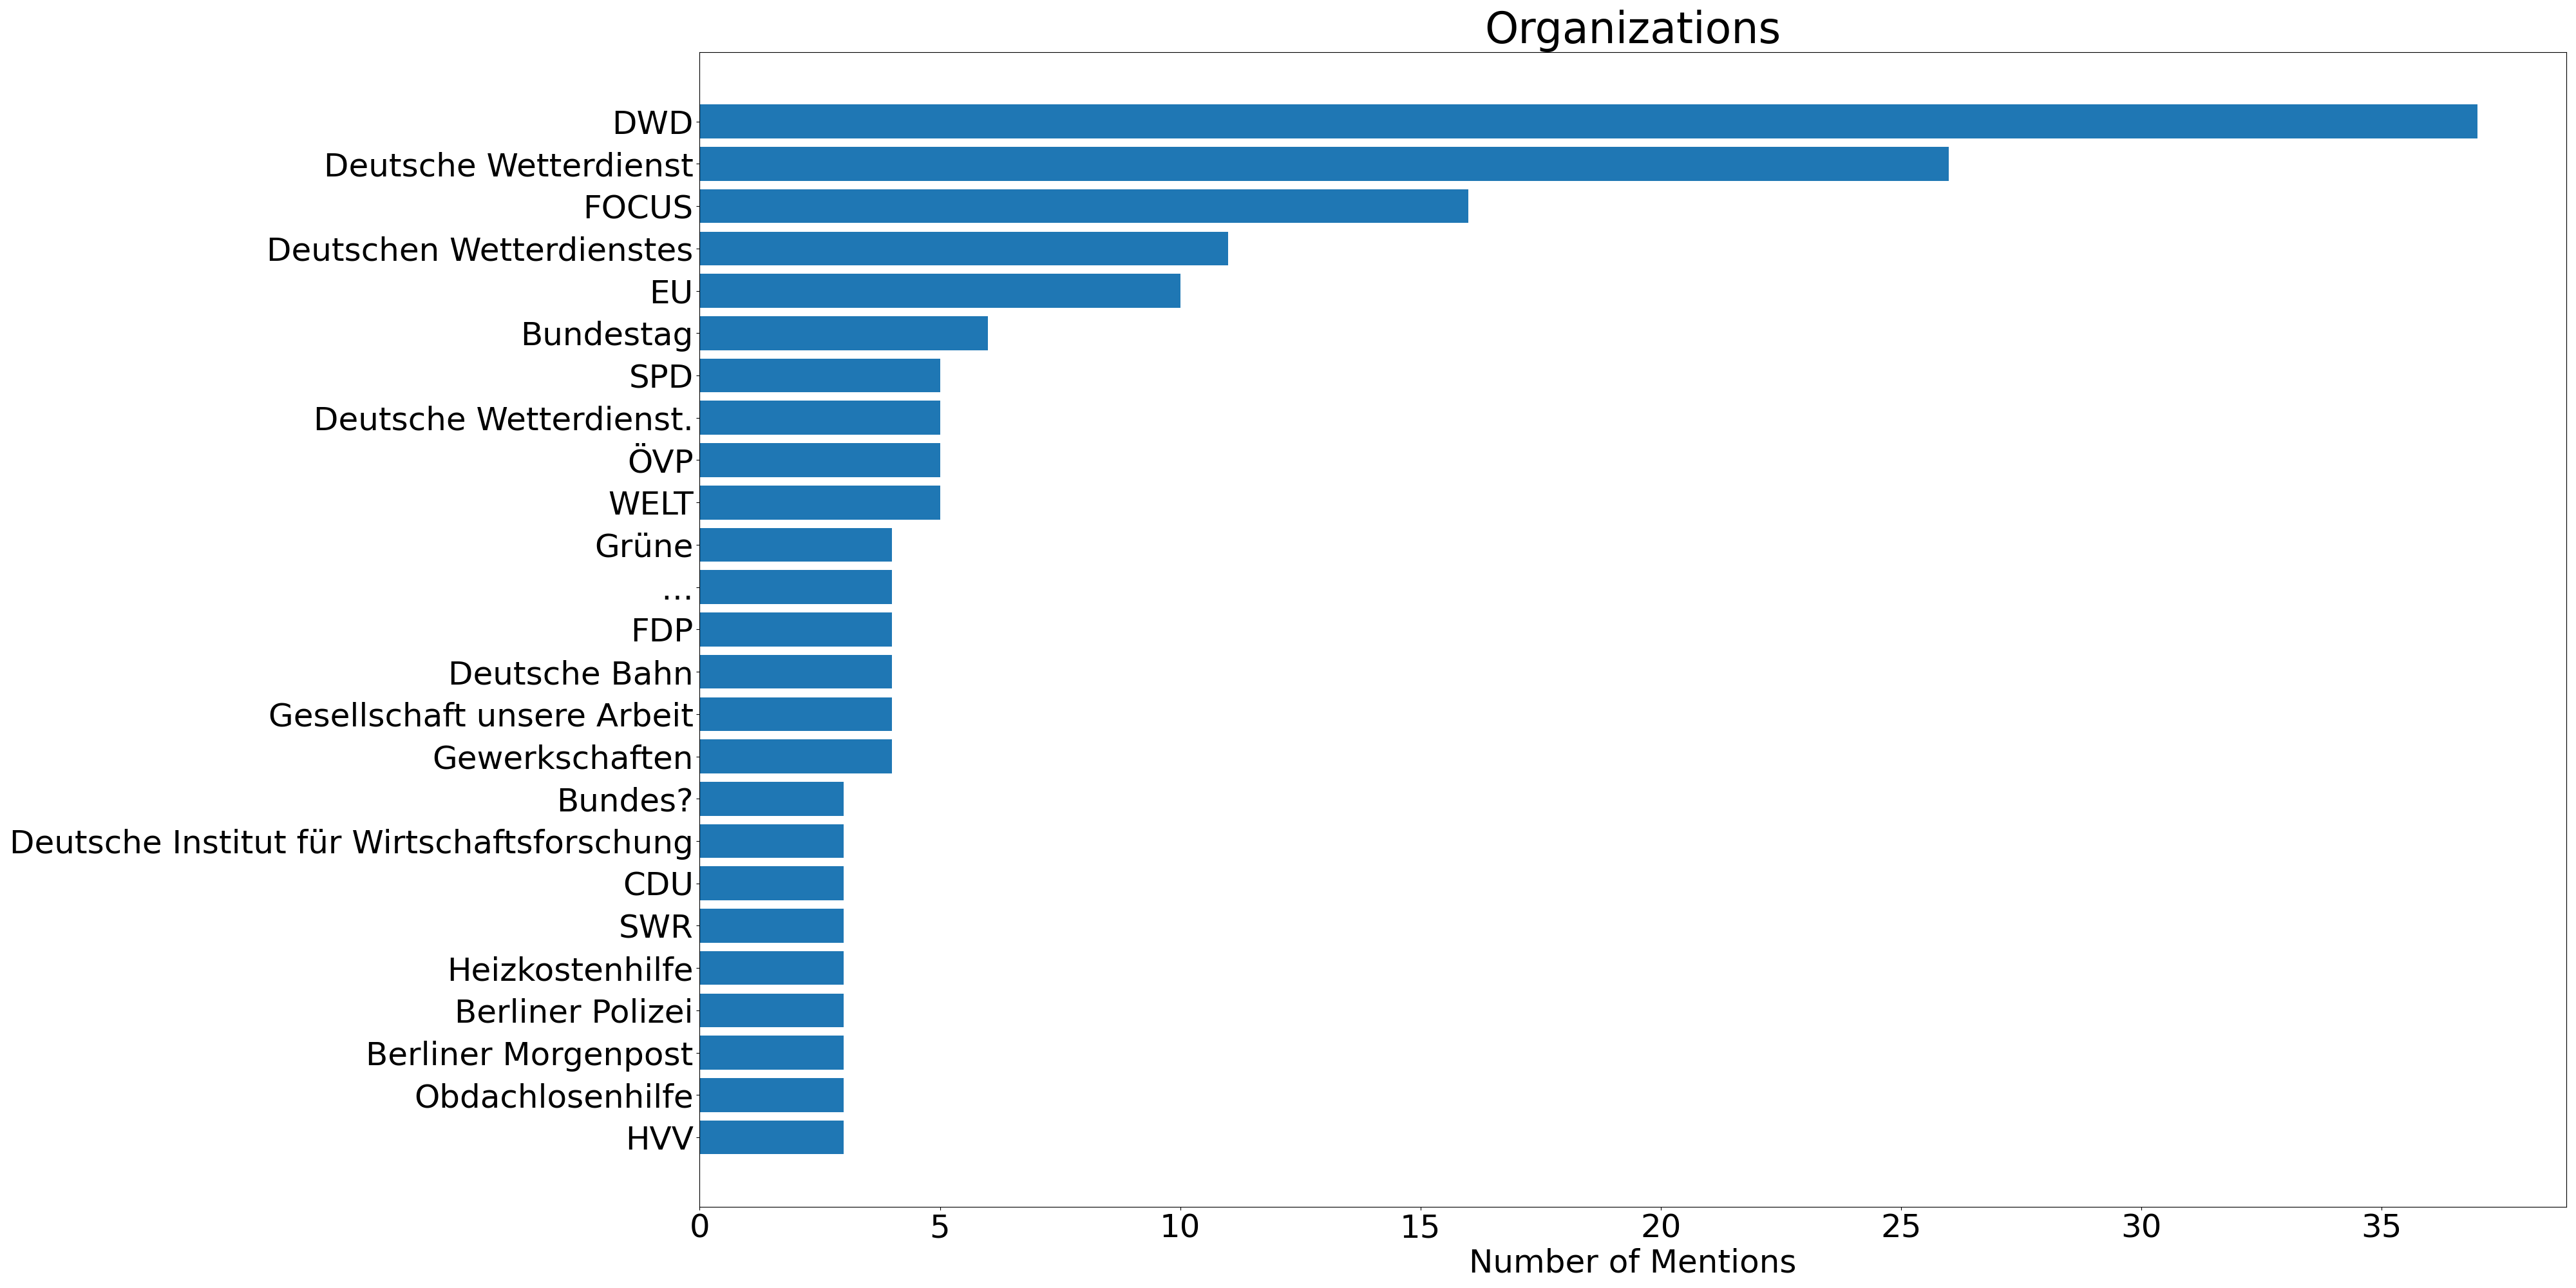 Organizations
DWD
Deutsche Wetterdienst
FOCUS
Deutschen Wetterdienstes
EU
Bundestag
SPD
Deutsche Wetterdienst.
ÖVP
WELT
Grüne
...
FDP
Deutsche Bahn
Gesellschaft unsere Arbeit
Gewerkschaften
Bundes?
Deutsche Institut für Wirtschaftsforschung
CDU
SWR
Heizkostenhilfe
Berliner Polizei
Berliner Morgenpost
Obdachlosenhilfe
HVV
0 5 10 15 20 25 30 35
Number of Mentions